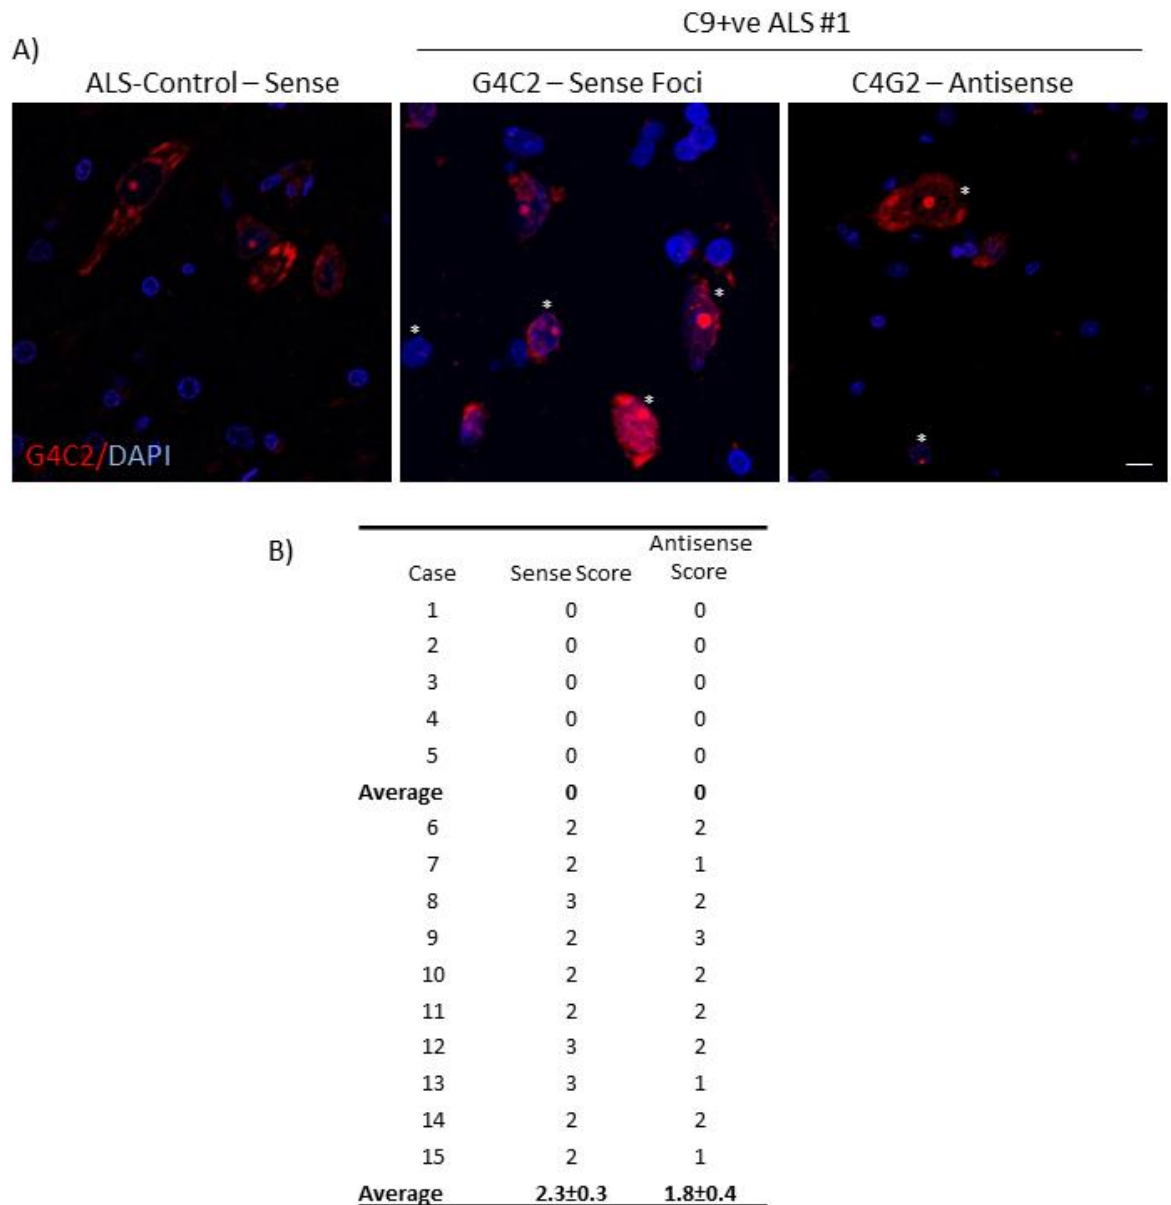 C9+ve ALS #1
A)
ALS-Control – Sense G4C2 – Sense Foci C4G2 – Antisense
*
*
*
*
*
*
G4C2/DAPI
B)
Case Sense Score Antisense Score
1 0 0
2 0 0
3 0 0
4 0 0
5 0 0
Average 0 0
6 2 2
7 2 1
8 3 2
9 2 3
10 2 2
11 2 2
12 3 2
13 3 1
14 2 2
15 2 1
Average 2.3±0.3 1.8±0.4